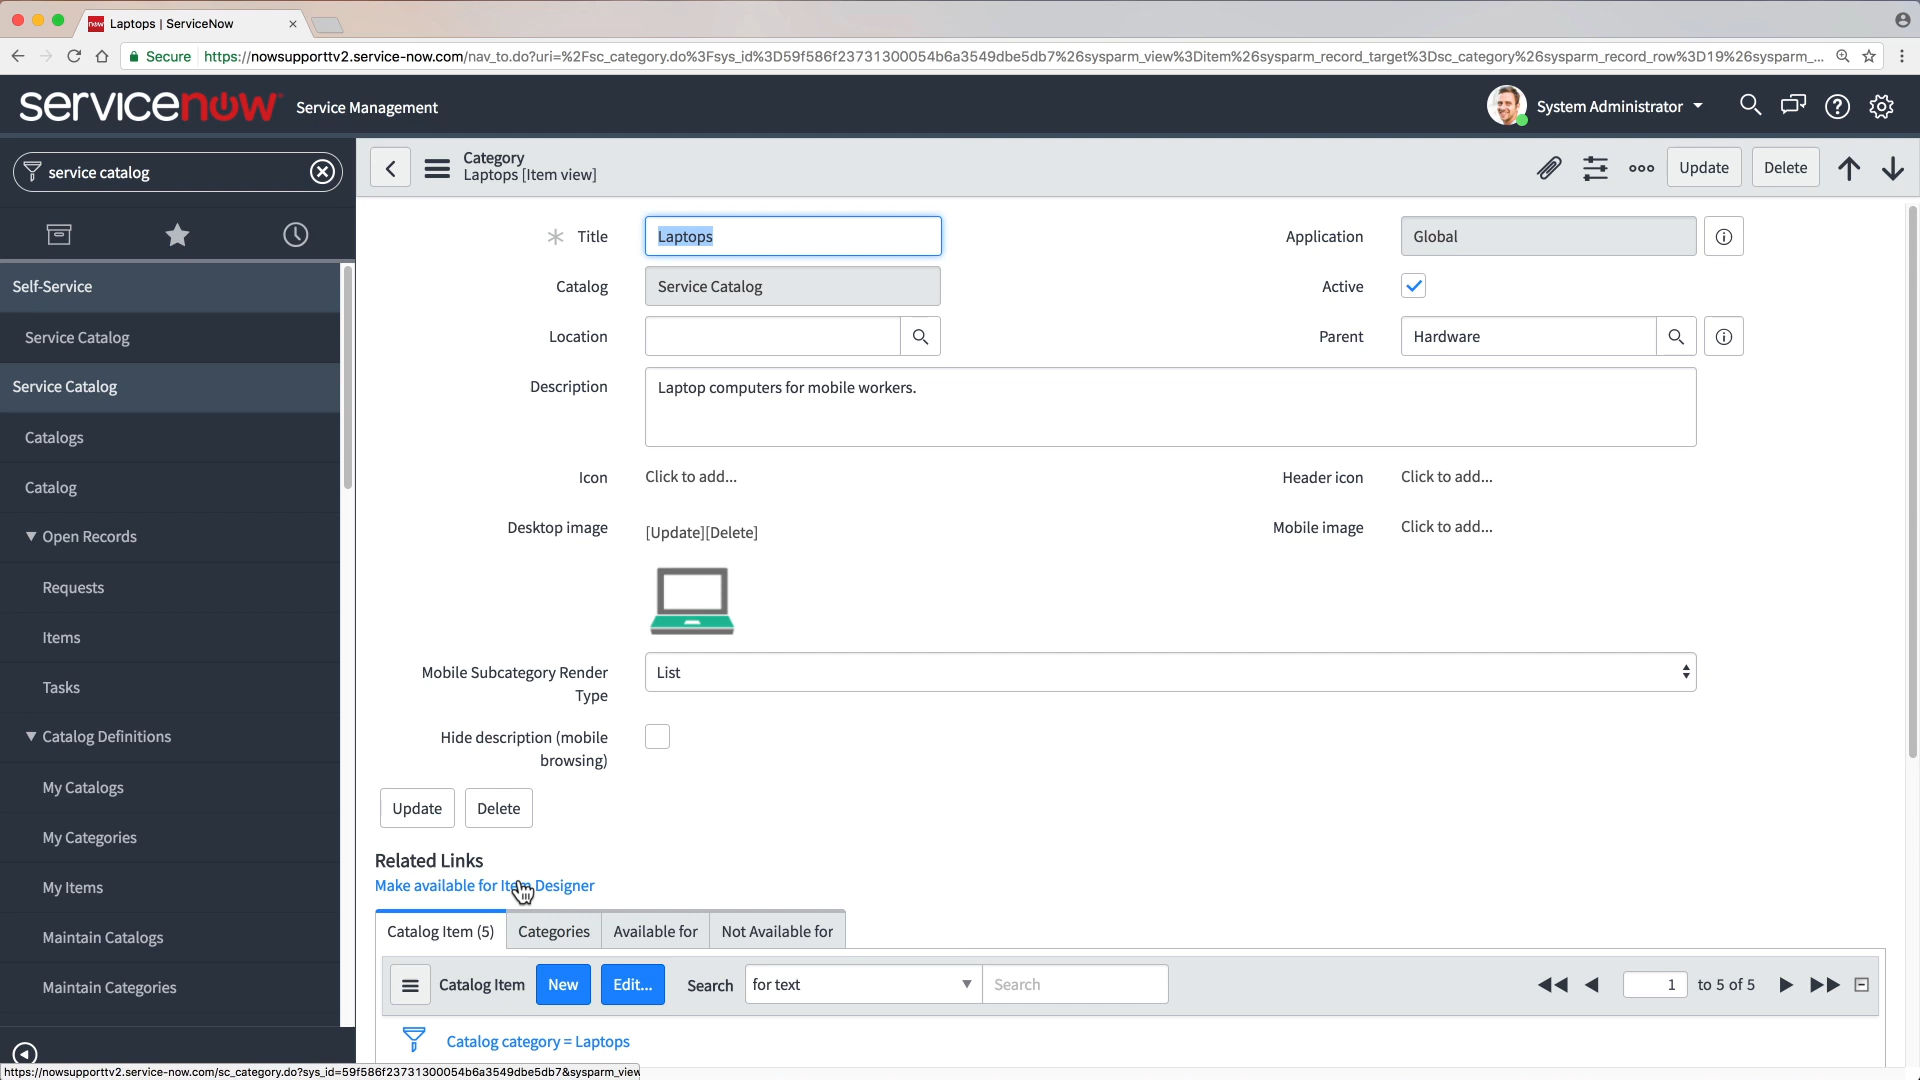 Laptops | ServiceNow
Secure https://nowsupporttv2.service-now.com/nav_to.do?uri=%2Fsc_category.do%3Fsys_id%3D59f586f23731300054b6a3549dbe5db7%26sysparm_view%3Ditem%26sysparm_record_target%3Dsc_category%26sysparm_record_row%3D19%26sysparm_...
servicenow Service Management
System Administrator
service catalog
Category
Laptops [Item view]
Update Delete
Self-Service
Service Catalog
Service Catalog
Catalogs
Catalog
Open Records
Requests
Items
Tasks
Catalog Definitions
My Catalogs
My Categories
My Items
Maintain Catalogs
Maintain Categories
Title Laptops
Application Global
Catalog Service Catalog
Active
Location
Parent Hardware
Description Laptop computers for mobile workers.
Icon Click to add...
Header icon Click to add...
Desktop image [Update][Delete]
Mobile image Click to add...
Mobile Subcategory Render
Type
List
Hide description (mobile
browsing)
Update Delete
Related Links
Make available for Item Designer
Catalog Item (5) Categories Available for Not Available for
Catalog Item New Edit... Search for text Search 1 to 5 of 5
Catalog category = Laptops
https://nowsupporttv2.service-now.com/sc_category.do?sys_id=59f586f23731300054b6a3549dbe5db7&sysparm_view